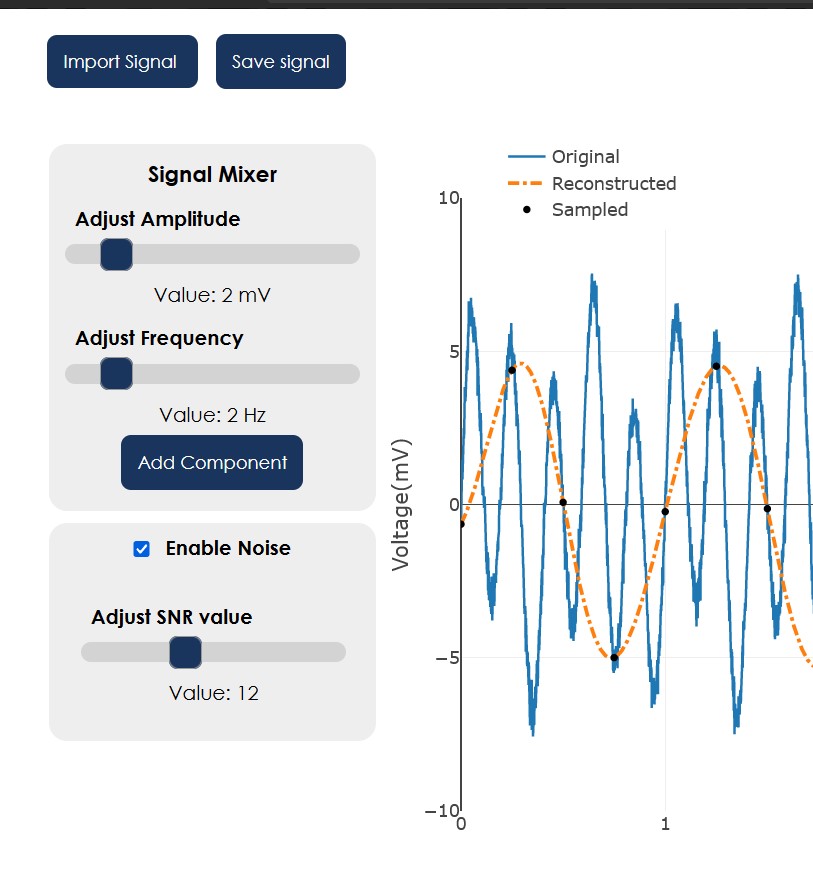 Import Signal
Save signal
Signal Mixer
Adjust Amplitude
Value: 2 mV
Adjust Frequency
Value: 2 Hz
Add Component
Enable Noise
Adjust SNR value
Value: 12
Original
Reconstructed
Sampled
10
5
0
−5
−10
Voltage(mV)
0
1